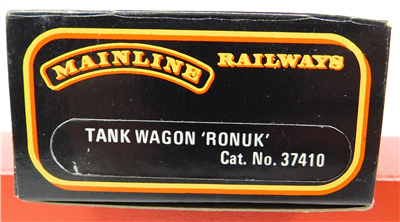 MAINLINE RAILWAYS
TANK WAGON 'RONUK'
Cat. No. 37410